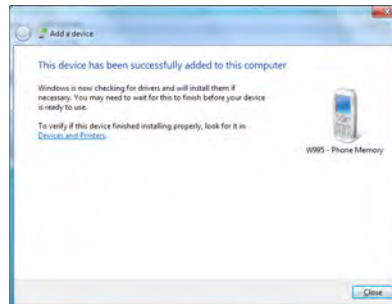 Add a device
This device has been successfully added to this computer
Windows is now checking for drivers and will install them if
necessary. You may need to wait for this to finish before your device
is ready to use.
To verify if this device finished installing properly, look for it in
Devices and Printers.
W995 - Phone Memory
Close